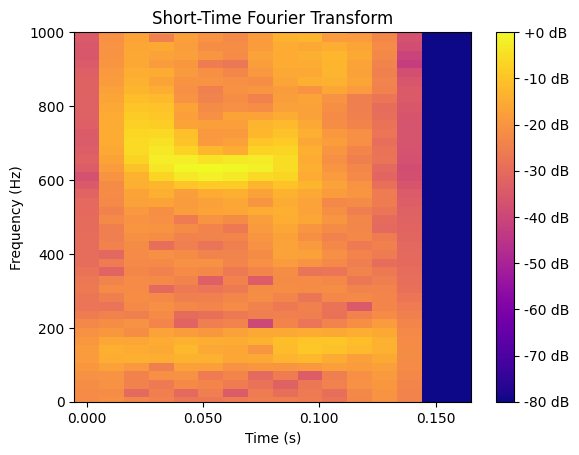 Short-Time Fourier Transform
1000
800
600
400
200
0
Frequency (Hz)
0.000
0.050
0.100
0.150
Time (s)
+0 dB
-10 dB
-20 dB
-30 dB
-40 dB
-50 dB
-60 dB
-70 dB
-80 dB